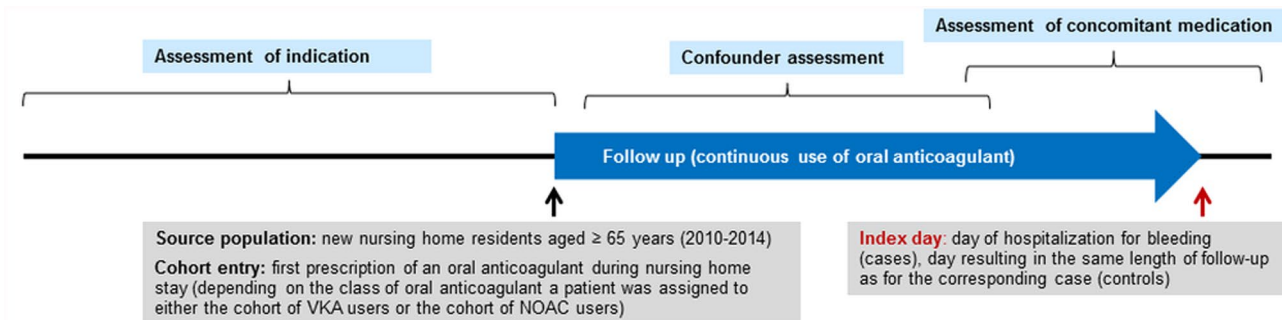 Assessment of indication
Confounder assessment
Assessment of concomitant medication
Follow up (continuous use of oral anticoagulant)
Source population: new nursing home residents aged ≥ 65 years (2010-2014)
Cohort entry: first prescription of an oral anticoagulant during nursing home
stay (depending on the class of oral anticoagulant a patient was assigned to
either the cohort of VKA users or the cohort of NOAC users)
Index day: day of hospitalization for bleeding
(cases), day resulting in the same length of follow-up
as for the corresponding case (controls)